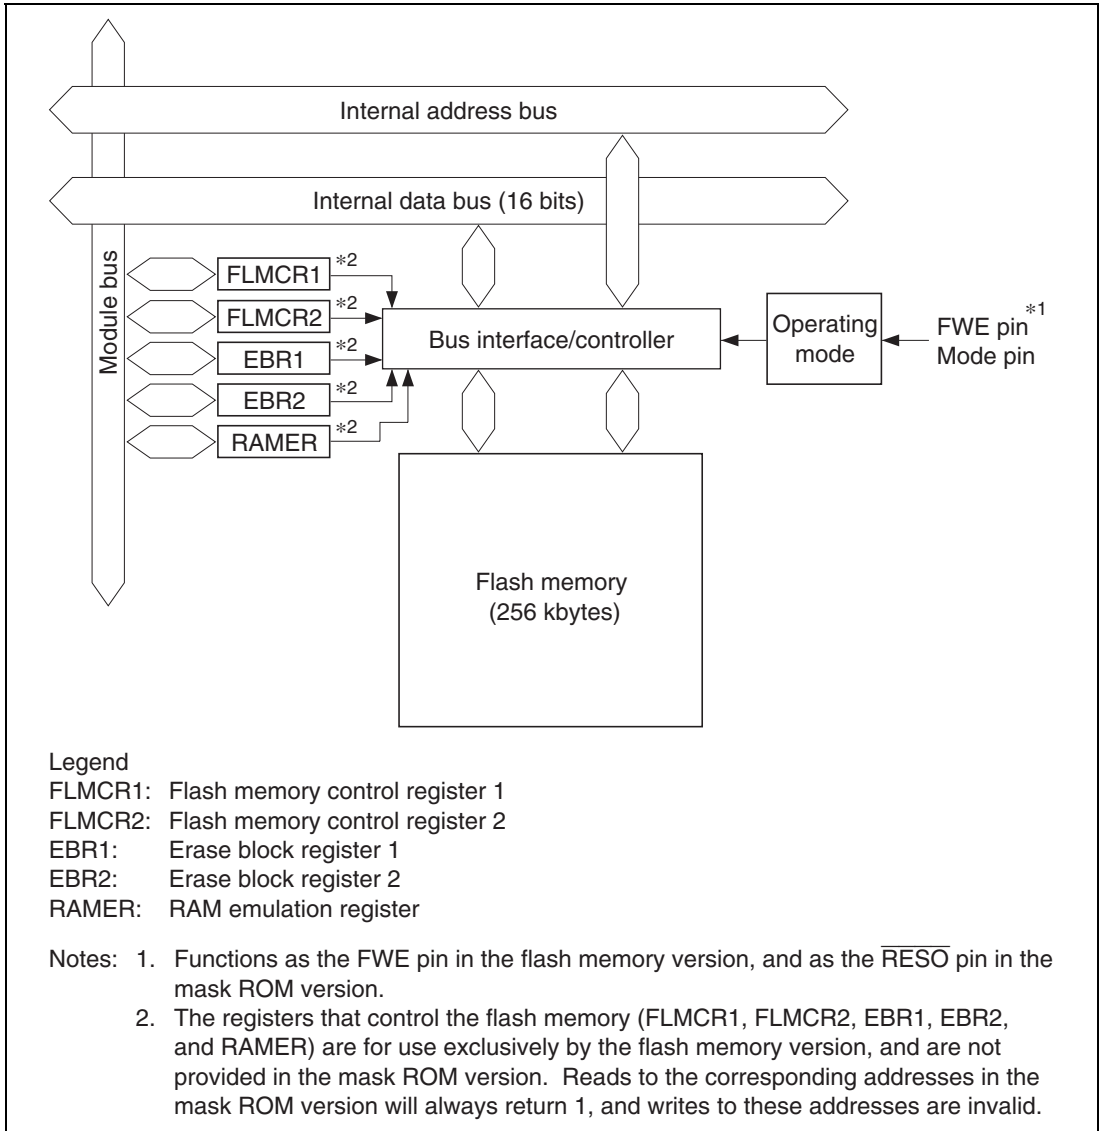 Internal address bus
Internal data bus (16 bits)
Module bus
FLMCR1 *2
FLMCR2 *2
EBR1 *2
EBR2 *2
RAMER *2
Bus interface/controller
Operating
mode
FWE pin*1
Mode pin
Flash memory
(256 kbytes)
Legend
FLMCR1: Flash memory control register 1
FLMCR2: Flash memory control register 2
EBR1: Erase block register 1
EBR2: Erase block register 2
RAMER: RAM emulation register
Notes: 1. Functions as the FWE pin in the flash memory version, and as the R̅E̅S̅O̅ pin in the
mask ROM version.
2. The registers that control the flash memory (FLMCR1, FLMCR2, EBR1, EBR2,
and RAMER) are for use exclusively by the flash memory version, and are not
provided in the mask ROM version. Reads to the corresponding addresses in the
mask ROM version will always return 1, and writes to these addresses are invalid.